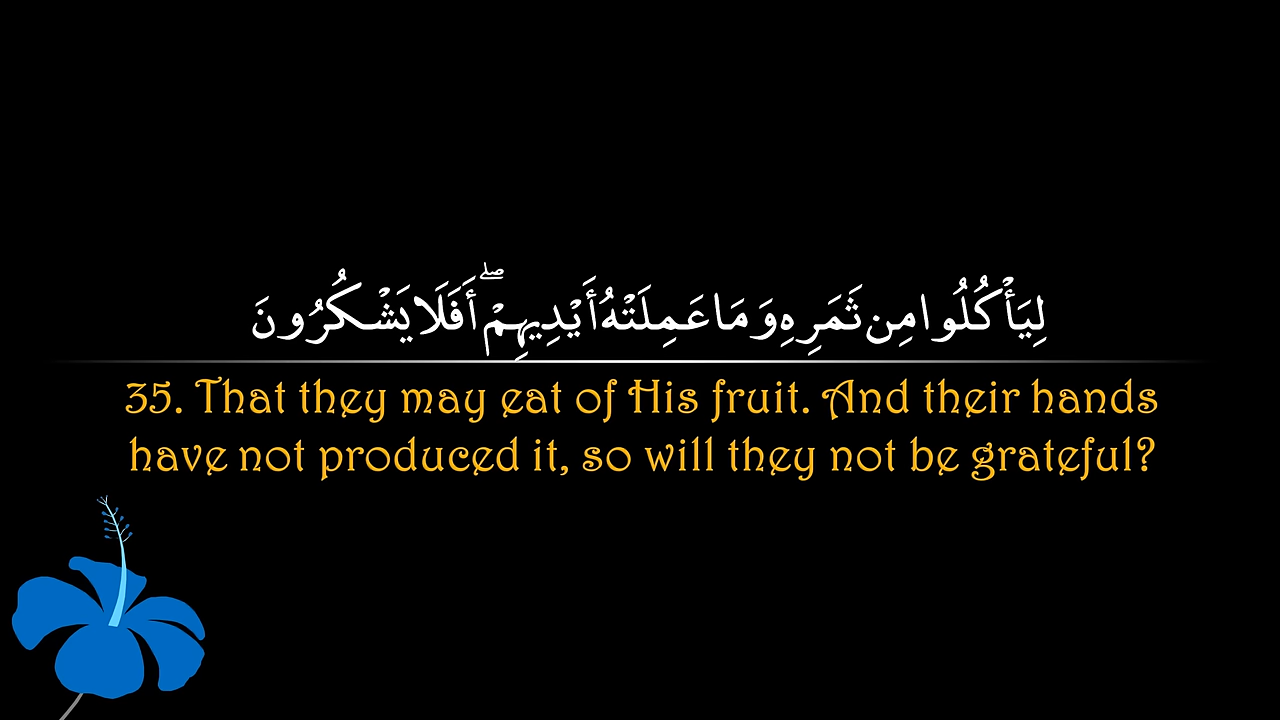 لِيَأْكُلُوا مِن ثَمَرِهِ وَمَا عَمِلَتْهُ أَيْدِيهِمْ ۖ أَفَلَا يَشْكُرُونَ
35. That they may eat of His fruit. And their hands
have not produced it, so will they not be grateful?